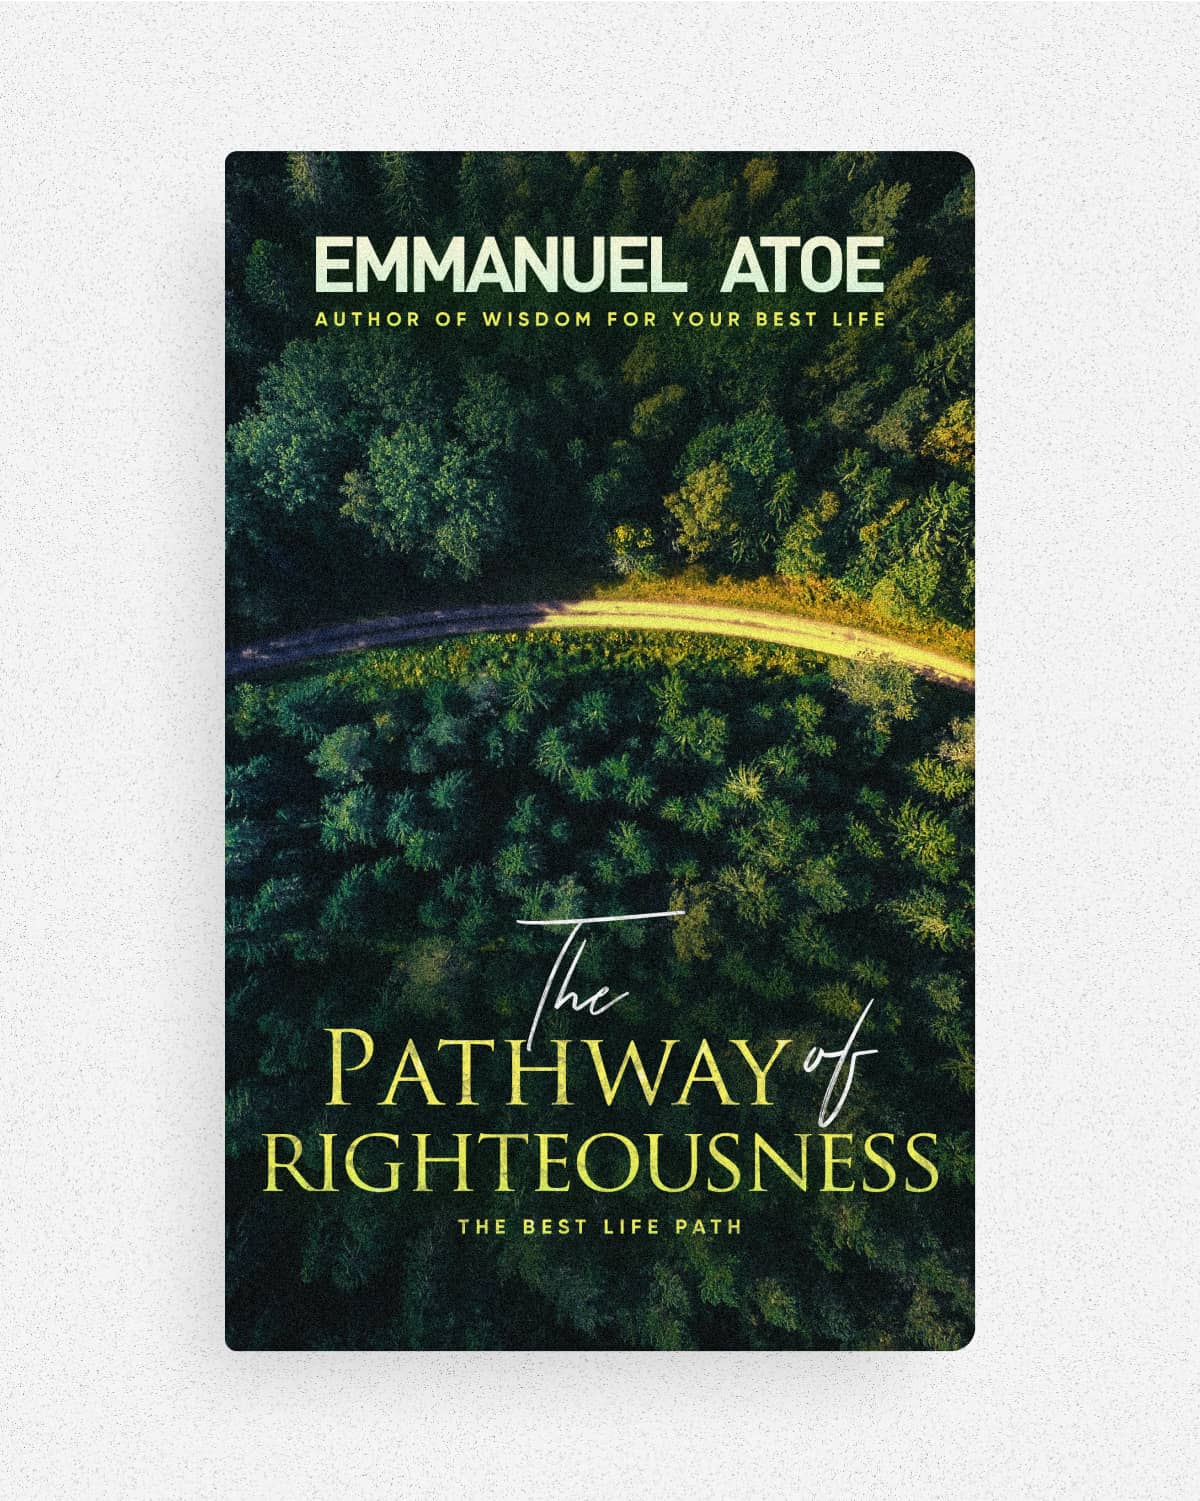 EMMANUEL ATOE
AUTHOR OF WISDOM FOR YOUR BEST LIFE
The
PATHWAY of
RIGHTEOUSNESS
THE BEST LIFE PATH